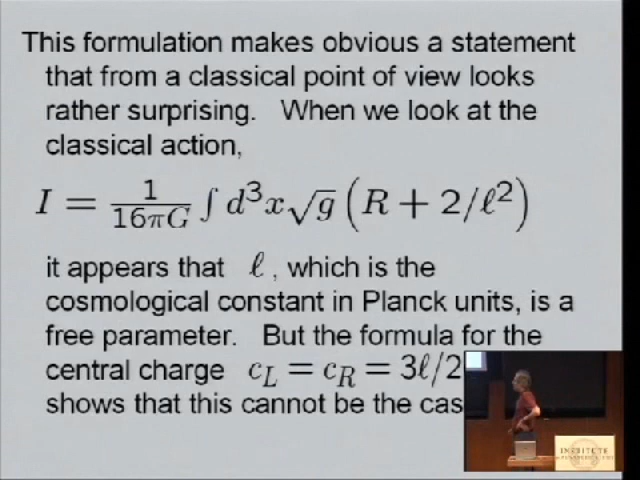 This formulation makes obvious a statement
that from a classical point of view looks
rather surprising. When we look at the
classical action,
I = 1/16πG ∫ d³x√g (R + 2/ℓ²)
it appears that ℓ , which is the
cosmological constant in Planck units, is a
free parameter. But the formula for the
central charge c_L = c_R = 3ℓ/2
shows that this cannot be the cas
INSTITUTE